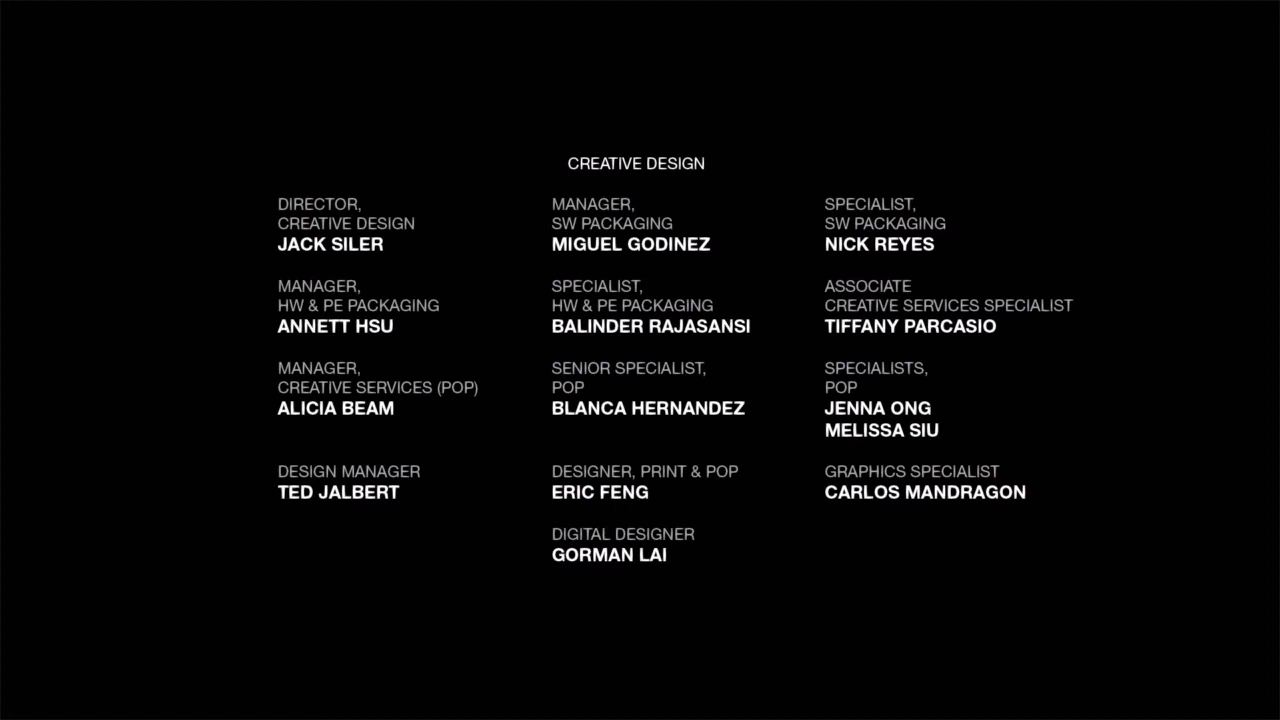 CREATIVE DESIGN
DIRECTOR,
CREATIVE DESIGN
JACK SILER
MANAGER,
SW PACKAGING
MIGUEL GODINEZ
SPECIALIST,
SW PACKAGING
NICK REYES
MANAGER,
HW & PE PACKAGING
ANNETT HSU
SPECIALIST,
HW & PE PACKAGING
BALINDER RAJASANSI
ASSOCIATE
CREATIVE SERVICES SPECIALIST
TIFFANY PARCASIO
MANAGER,
CREATIVE SERVICES (POP)
ALICIA BEAM
SENIOR SPECIALIST,
POP
BLANCA HERNANDEZ
SPECIALISTS,
POP
JENNA ONG
MELISSA SIU
DESIGN MANAGER
TED JALBERT
DESIGNER, PRINT & POP
ERIC FENG
GRAPHICS SPECIALIST
CARLOS MANDRAGON
DIGITAL DESIGNER
GORMAN LAI